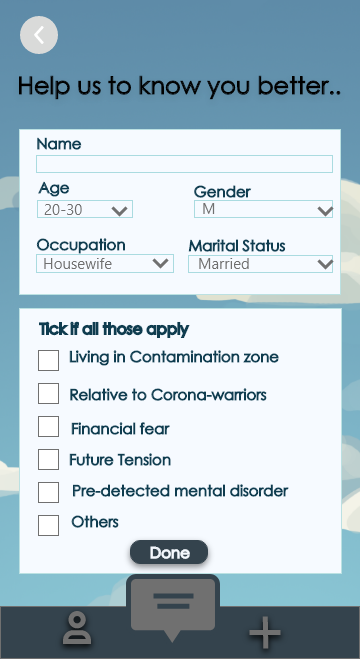 Help us to know you better..
Name
Age Gender
20-30 M
Occupation Marital Status
Housewife Married
Tick if all those apply
Living in Contamination zone
Relative to Corona-warriors
Financial fear
Future Tension
Pre-detected mental disorder
Others
Done